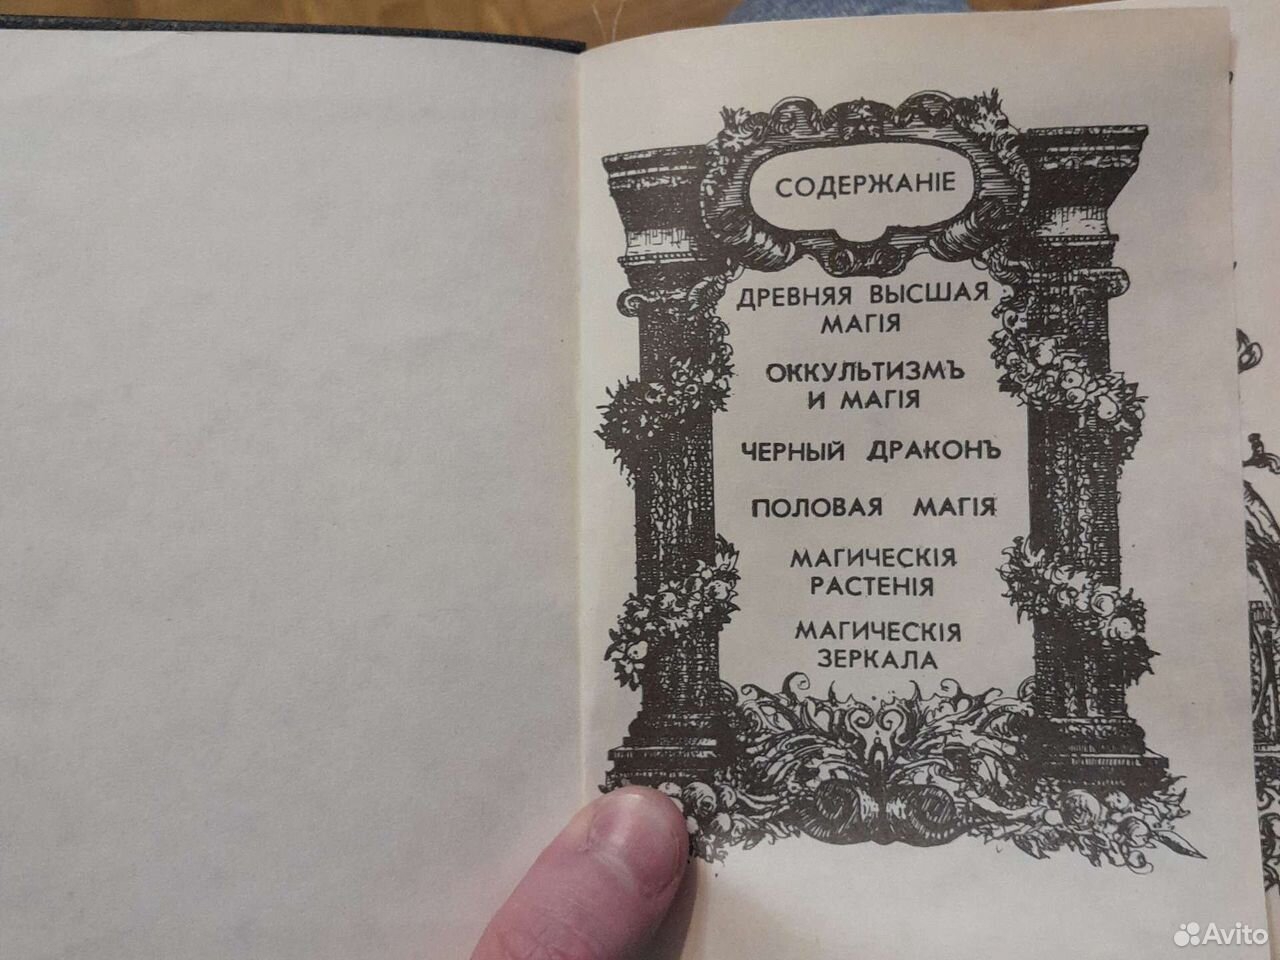 СОДЕРЖАНІЕ
ДРЕВНЯЯ ВЫСШАЯ
МАГІЯ
ОККУЛЬТИЗМЪ
И МАГІЯ
ЧЕРНЫЙ ДРАКОНЪ
ПОЛОВАЯ МАГІЯ
МАГИЧЕСКІЯ
РАСТЕНІЯ
МАГИЧЕСКІЯ
ЗЕРКАЛА
Avito